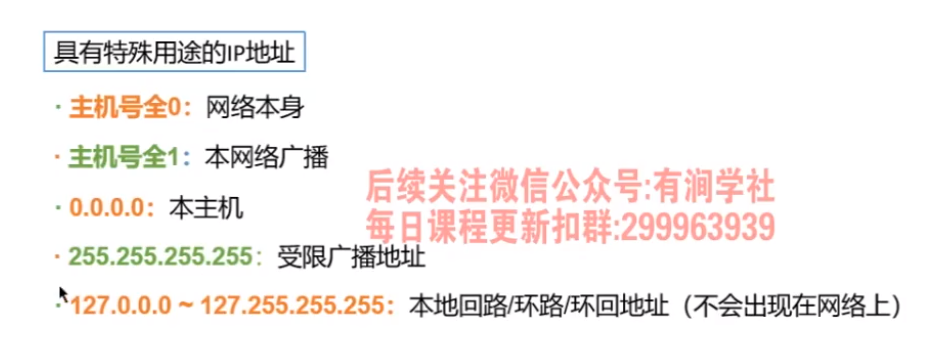 具有特殊用途的IP地址
· 主机号全0：网络本身
· 主机号全1：本网络广播
后续关注微信公众号:有涧学社
· 0.0.0.0：本主机
每日课程更新扣群:299963939
· 255.255.255.255：受限广播地址
· 127.0.0.0 ~ 127.255.255.255：本地回路/环路/环回地址（不会出现在网络上）